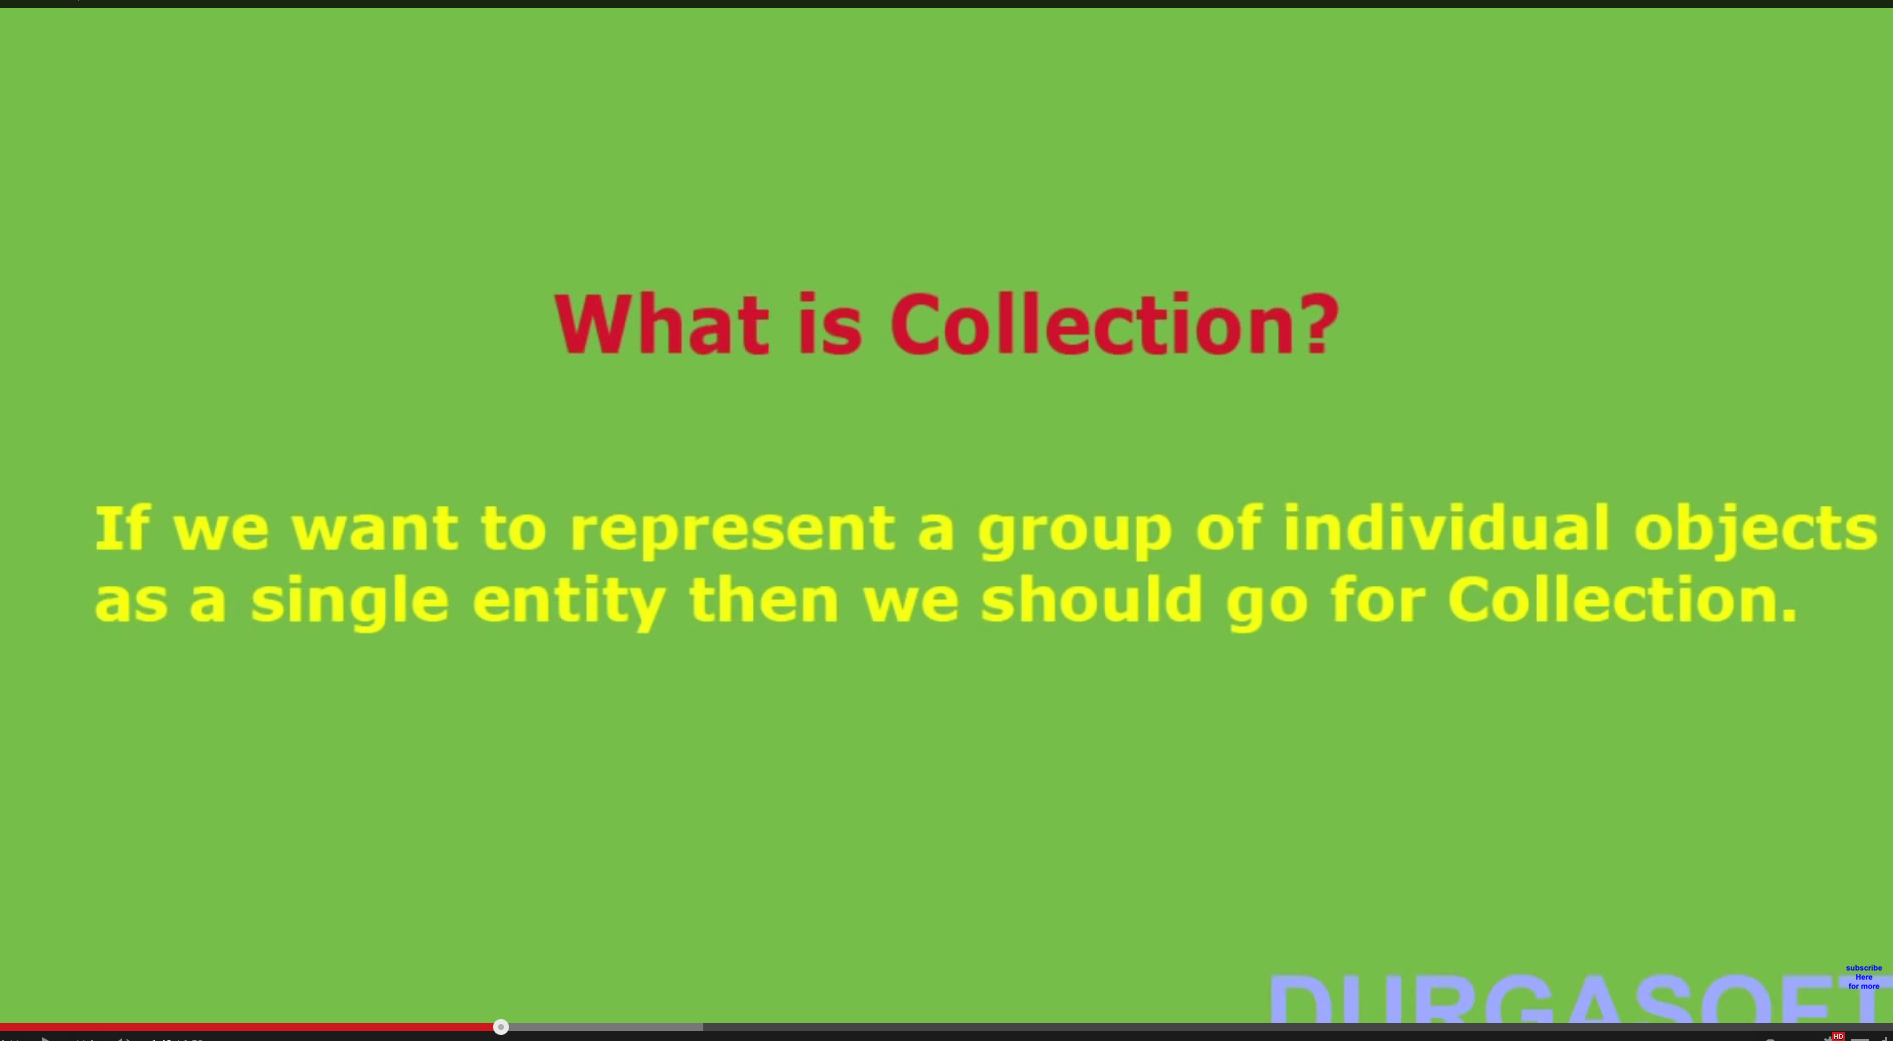 What is Collection?
If we want to represent a group of individual objects
as a single entity then we should go for Collection.
subscribe
Here
for more
DURGASOFT
HD